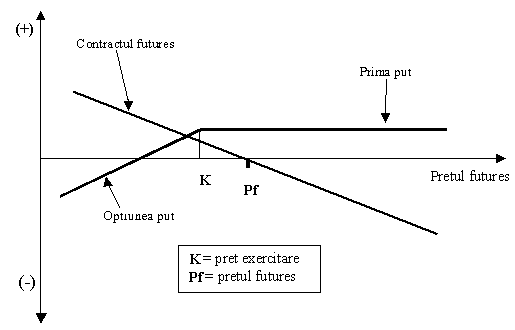 (+)
Contractul futures
Prima put
K
Pf
Pretul futures
Optiunea put
K= pret exercitare
Pf= pretul futures
(-)